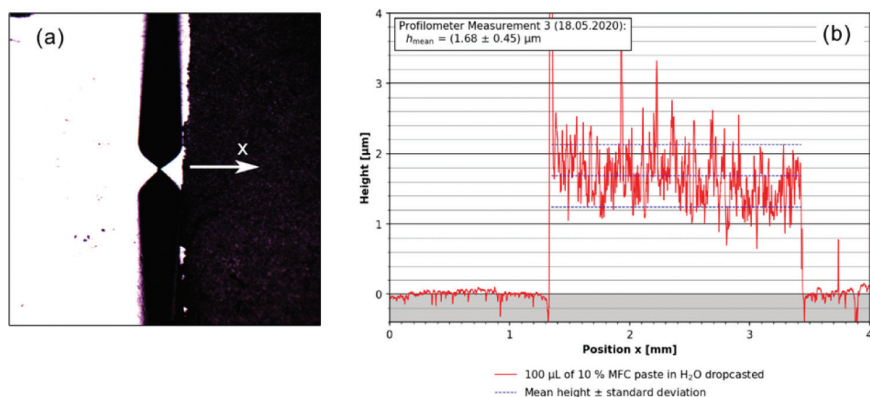 (a)
x
Profilometer Measurement 3 (18.05.2020):
hmean = (1.68 ± 0.45) µm
(b)
4
3
2
1
0
Height [µm]
0 1 2 3 4
Position x [mm]
100 µL of 10 % MFC paste in H2O dropcasted
Mean height ± standard deviation